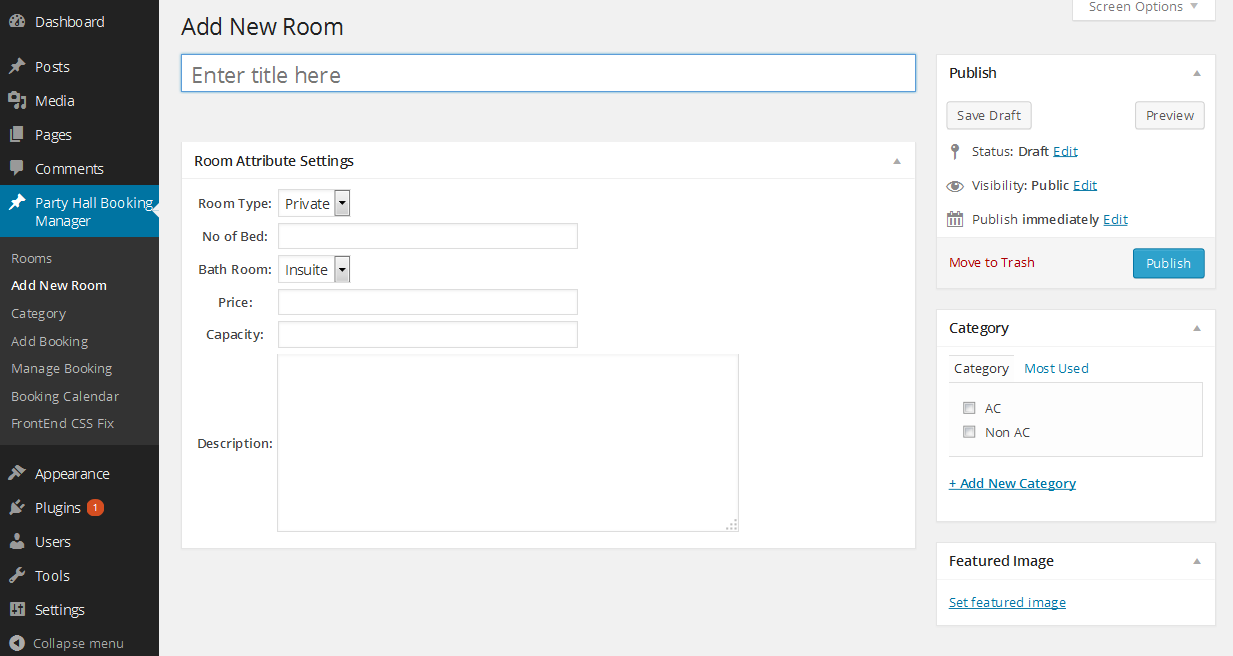 Dashboard
Posts
Media
Pages
Comments
Party Hall Booking
Manager
Rooms
Add New Room
Category
Add Booking
Manage Booking
Booking Calendar
FrontEnd CSS Fix
Appearance
Plugins 1
Users
Tools
Settings
Collapse menu
Screen Options
Add New Room
Enter title here
Room Attribute Settings
Room Type: Private
No of Bed:
Bath Room: Insuite
Price:
Capacity:
Description:
Publish
Save Draft Preview
Status: Draft Edit
Visibility: Public Edit
Publish immediately Edit
Move to Trash Publish
Category
Category Most Used
AC
Non AC
+ Add New Category
Featured Image
Set featured image